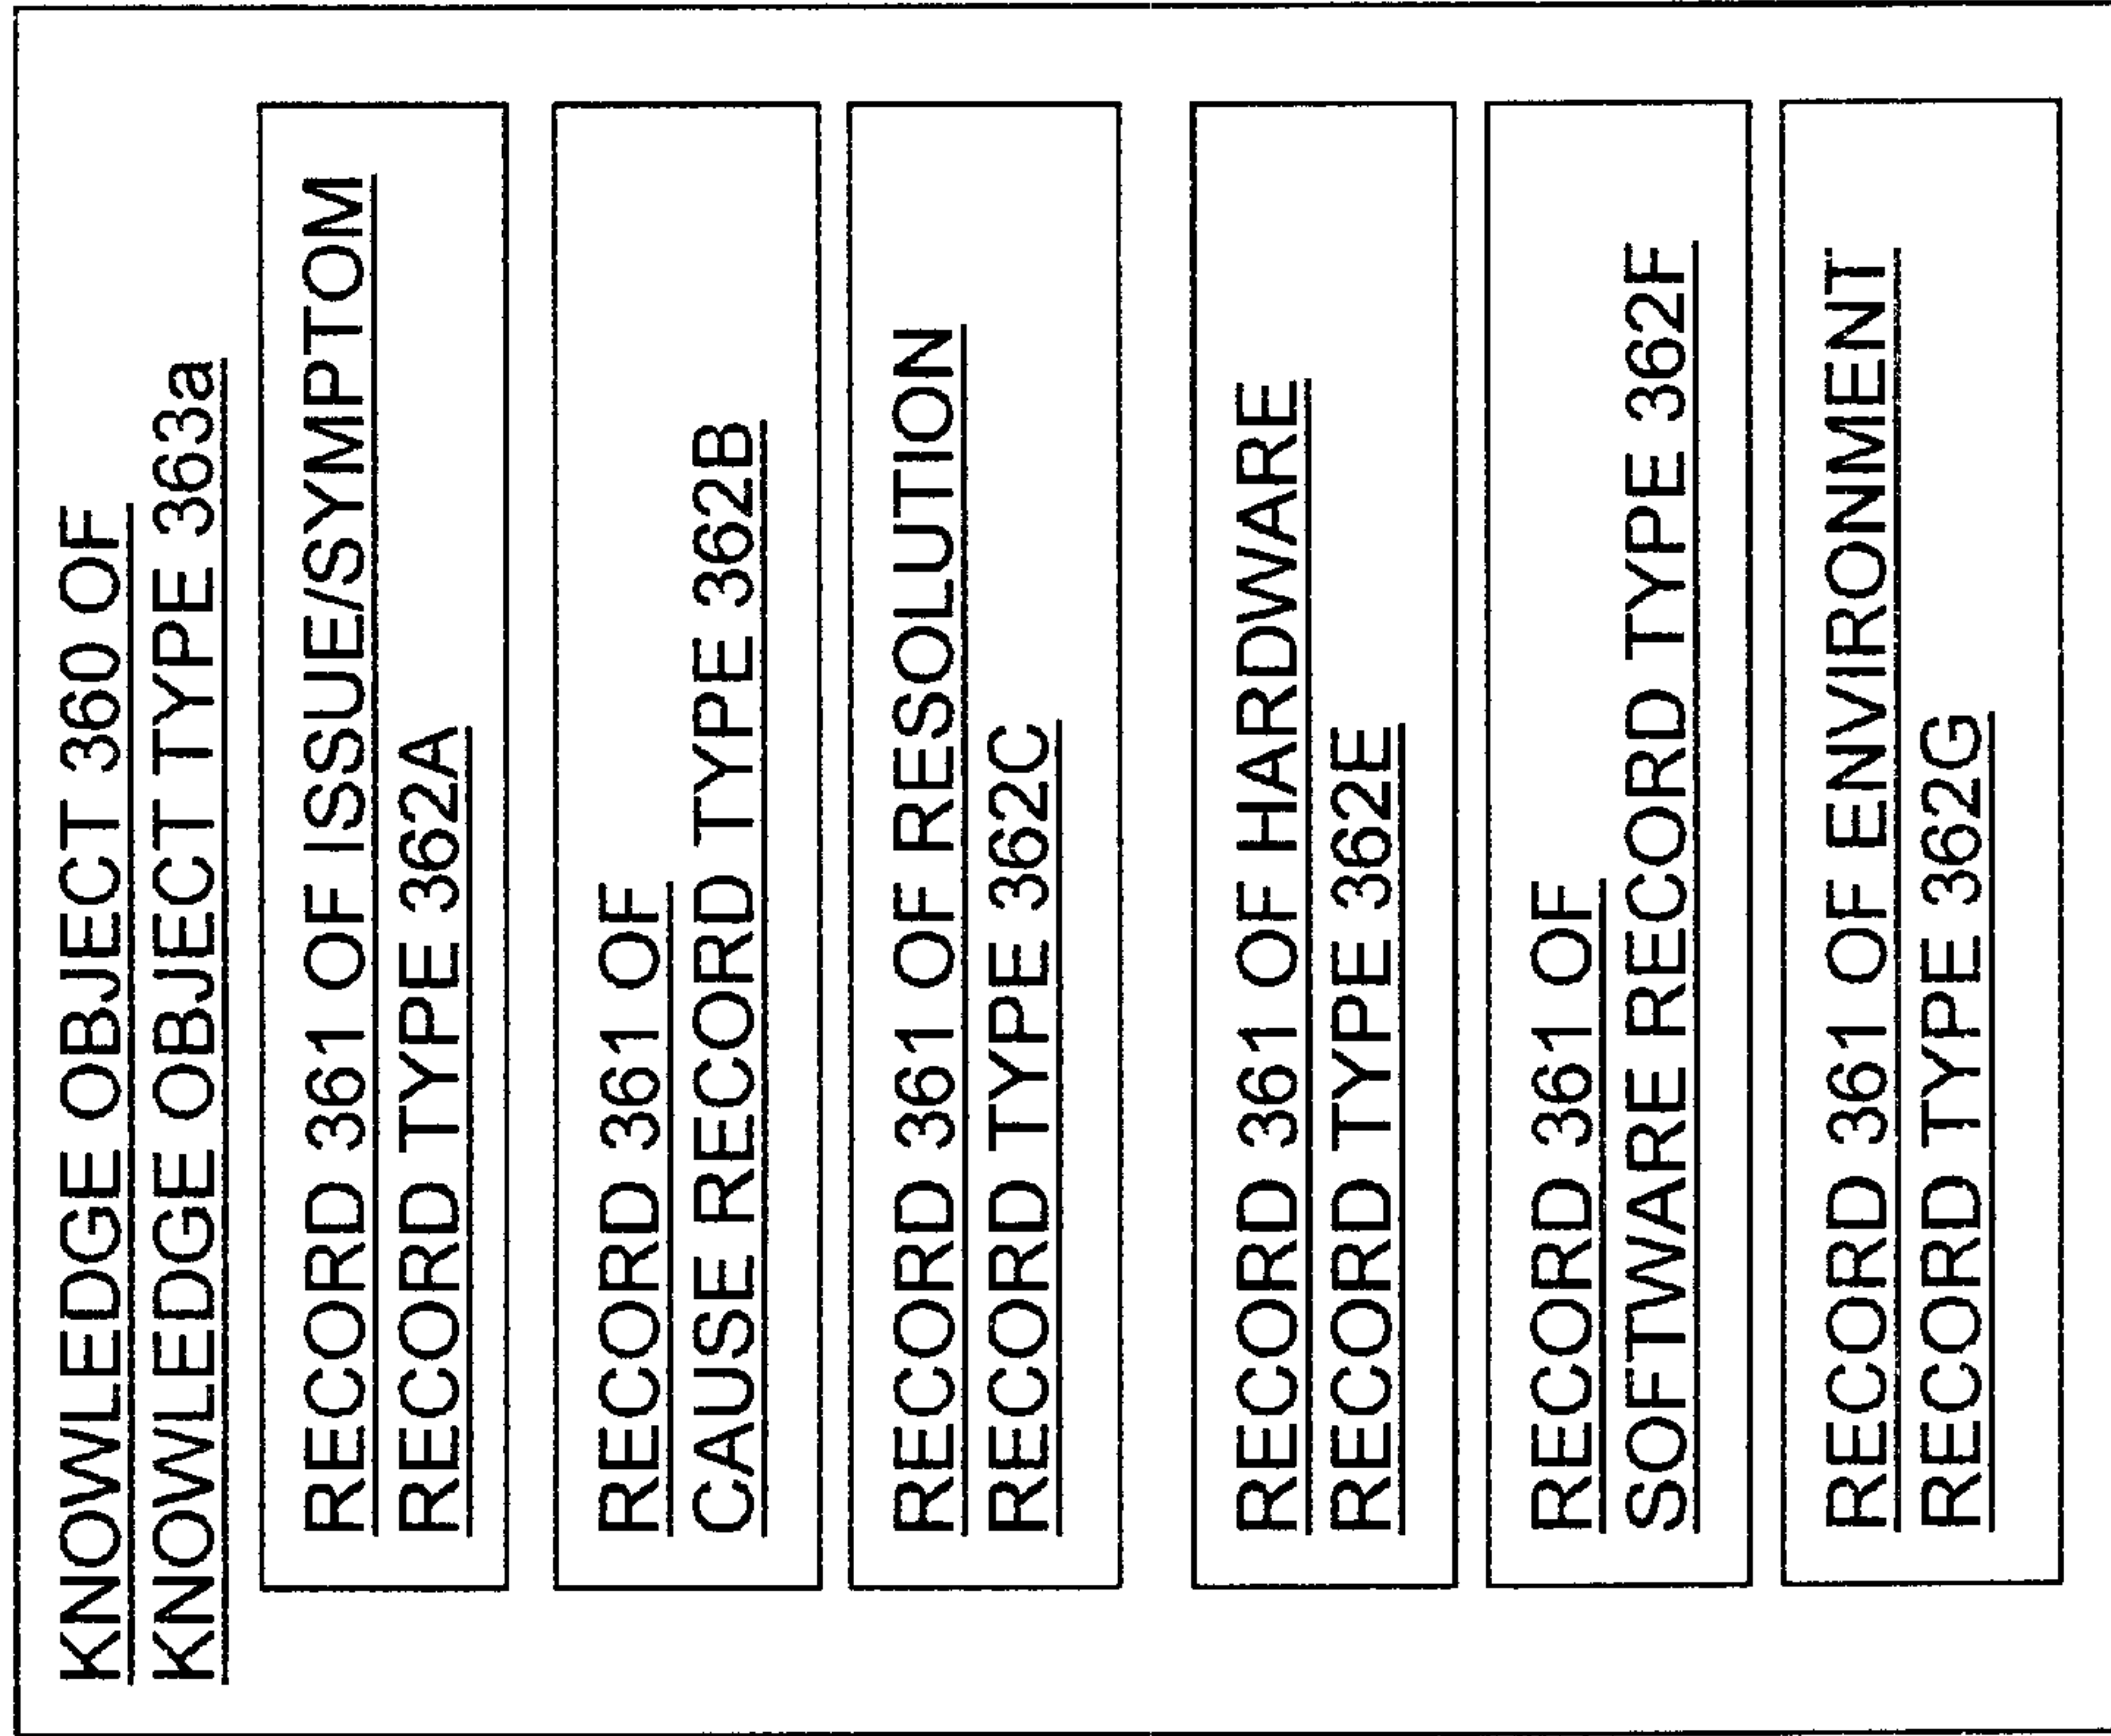 KNOWLEDGE OBJECT 360 OF
KNOWLEDGE OBJECT TYPE 363a
RECORD 361 OF ISSUE/SYMPTOM
RECORD TYPE 362A
RECORD 361 OF
CAUSE RECORD TYPE 362B
RECORD 361 OF RESOLUTION
RECORD TYPE 362C
RECORD 361 OF HARDWARE
RECORD TYPE 362E
RECORD 361 OF
SOFTWARE RECORD TYPE 362F
RECORD 361 OF ENVIRONMENT
RECORD TYPE 362G